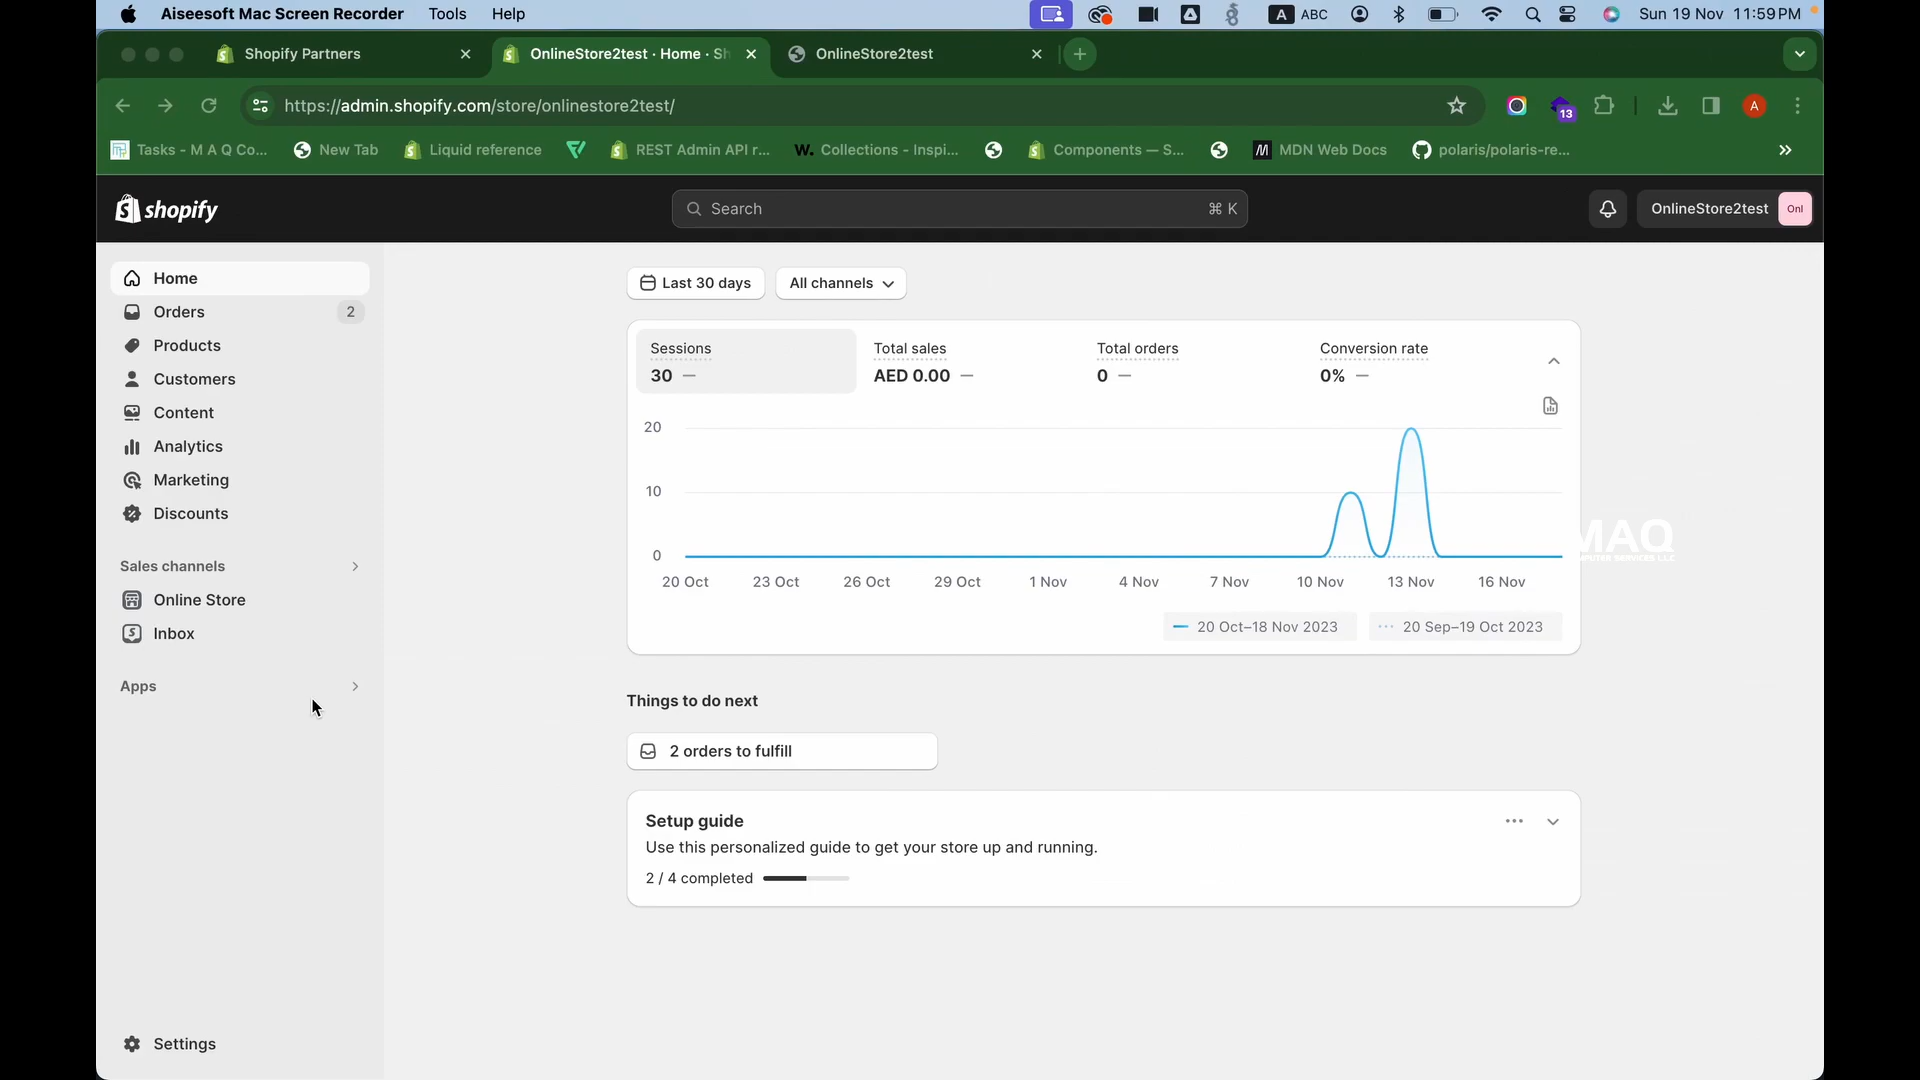 Aiseesoft Mac Screen Recorder Tools Help A ABC Sun 19 Nov 11:59 PM
Shopify Partners OnlineStore2test · Home · Sh OnlineStore2test
https://admin.shopify.com/store/onlinestore2test/ 13 A
Tasks - M A Q Co... New Tab Liquid reference REST Admin API r... W. Collections - Inspi... Components — S... MDN Web Docs polaris/polaris-re...
shopify Search ⌘ K OnlineStore2test Onl
Home
Orders 2
Products
Customers
Content
Analytics
Marketing
Discounts
Sales channels
Online Store
Inbox
Apps
Settings
Last 30 days All channels
Sessions Total sales Total orders Conversion rate
30 — AED 0.00 — 0 — 0% —
20
10
0
20 Oct 23 Oct 26 Oct 29 Oct 1 Nov 4 Nov 7 Nov 10 Nov 13 Nov 16 Nov
20 Oct–18 Nov 2023 20 Sep–19 Oct 2023
MAQ
Things to do next
2 orders to fulfill
Setup guide
Use this personalized guide to get your store up and running.
2 / 4 completed